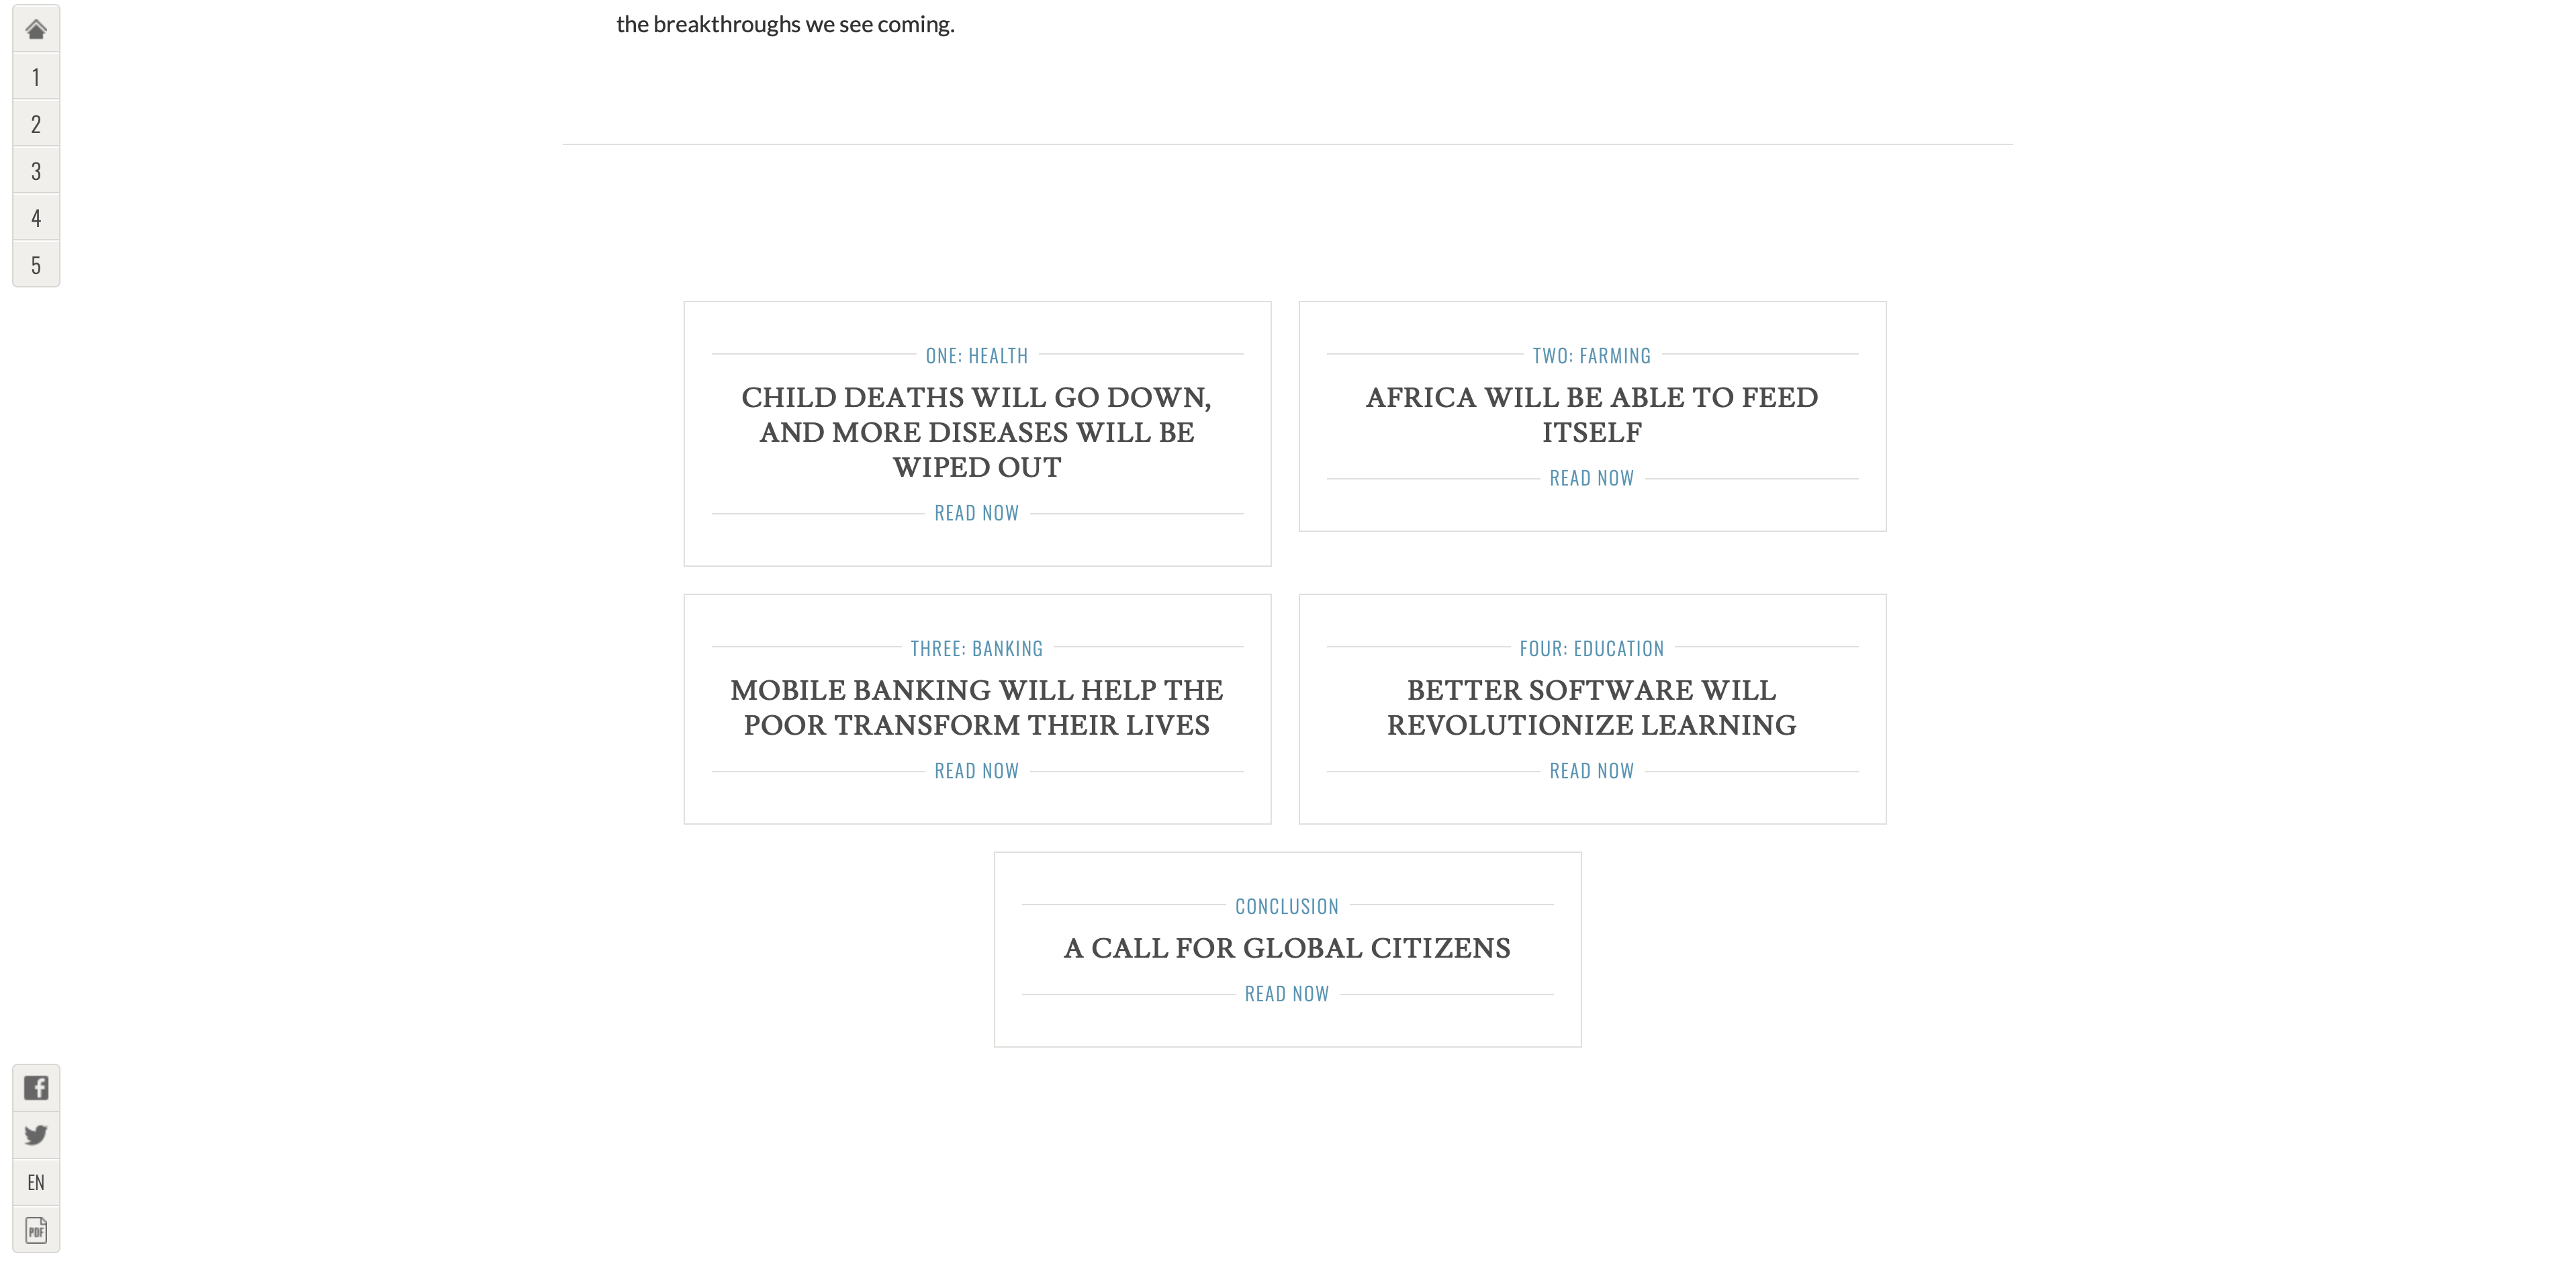 the breakthroughs we see coming.
1
2
3
4
5
ONE: HEALTH
CHILD DEATHS WILL GO DOWN,
AND MORE DISEASES WILL BE
WIPED OUT
READ NOW
TWO: FARMING
AFRICA WILL BE ABLE TO FEED
ITSELF
READ NOW
THREE: BANKING
MOBILE BANKING WILL HELP THE
POOR TRANSFORM THEIR LIVES
READ NOW
FOUR: EDUCATION
BETTER SOFTWARE WILL
REVOLUTIONIZE LEARNING
READ NOW
CONCLUSION
A CALL FOR GLOBAL CITIZENS
READ NOW
EN
PDF